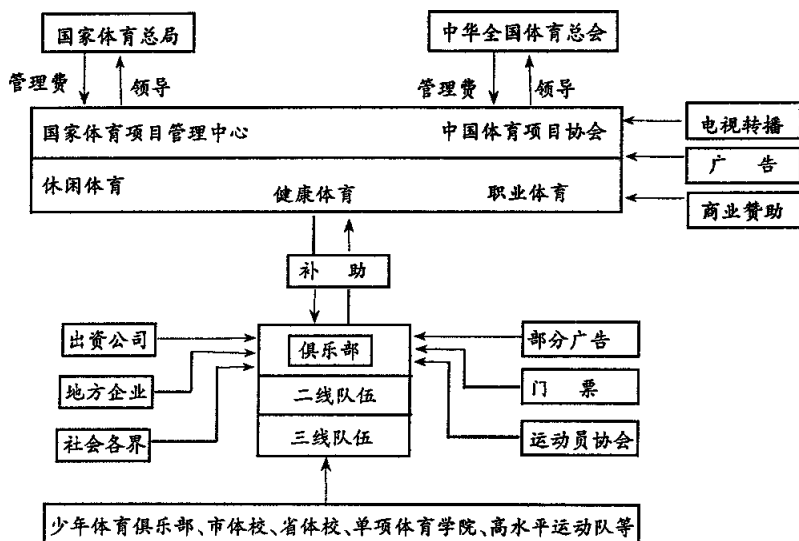 国家体育总局
中华全国体育总会
管理费
领导
管理费
领导
国家体育项目管理中心
中国体育项目协会
电视转播
休闲体育
健康体育
职业体育
广 告
商业赞助
补 助
出资公司
俱乐部
部分广告
地方企业
二线队伍
门 票
社会各界
三线队伍
运动员协会
少年体育俱乐部、市体校、省体校、单项体育学院、高水平运动队等